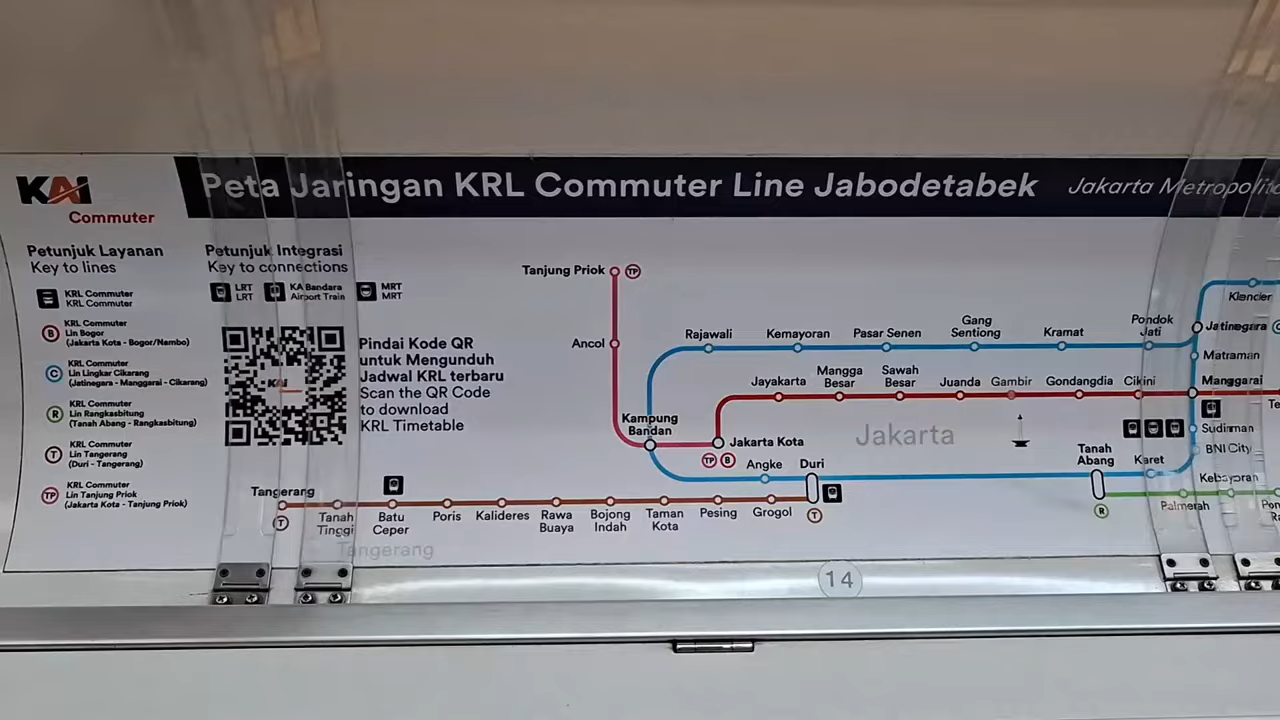 KAI
Commuter
Peta Jaringan KRL Commuter Line Jabodetabek
Jakarta
Petunjuk Layanan
Key to lines
KRL Commuter
KRL Commuter
B
KRL Commuter
Lin Bogor
(Jakarta Kota - Bogor/Nambo)
C
KRL Commuter
Lin Lingkar Cikarang
(Jatinegara - Manggarai - Cikarang)
R
KRL Commuter
Lin Rangkasbitung
(Tanah Abang - Rangkasbitung)
T
KRL Commuter
Lin Tangerang
(Duri - Tangerang)
TP
KRL Commuter
Lin Tanjung Priok
(Jakarta Kota - Tanjung Priok)
Petunjuk Integrasi
Key to connections
LRT
LRT
KA Bandara
Airport Train
MRT
MRT
KAI
Pindai Kode QR
untuk Mengunduh
Jadwal KRL terbaru
Scan the QR Code
to download
KRL Timetable
Tanjung Priok
TP
Ancol
Kampung
Bandan
Rajawali
Kemayoran
Pasar Senen
Gang
Sentiong
Kramat
Pondok
Jati
Klender
Jatinegara
C
Matraman
Manggarai
Jayakarta
Mangga
Besar
Sawah
Besar
Juanda
Gambir
Gondangdia
Cikini
Jakarta Kota
TP
B
Jakarta
Sudirman
BNI City
Angke
Duri
T
Tanah
Abang
R
Karet
Kebayoran
Palmerah
Tangerang
T
Tanah
Tinggi
Batu
Ceper
Poris
Kalideres
Rawa
Buaya
Bojong
Indah
Taman
Kota
Pesing
Grogol
Tangerang
14